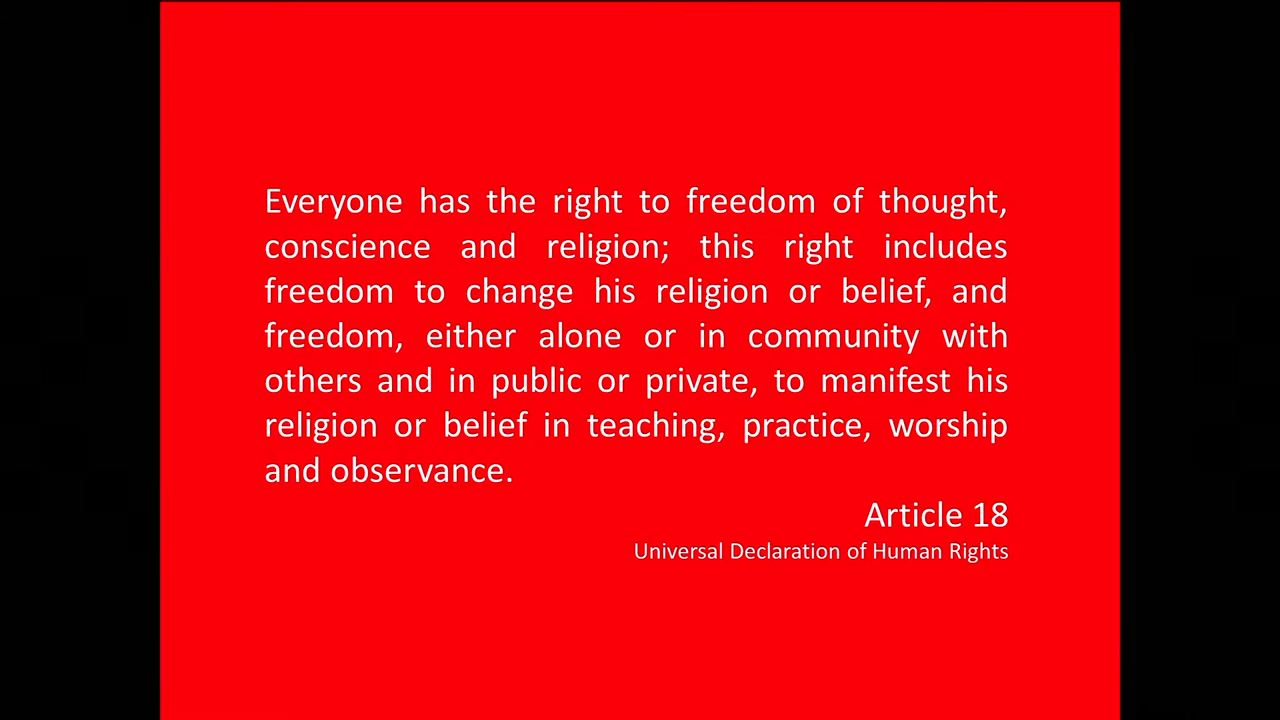 Everyone has the right to freedom of thought,
conscience and religion; this right includes
freedom to change his religion or belief, and
freedom, either alone or in community with
others and in public or private, to manifest his
religion or belief in teaching, practice, worship
and observance.
Article 18
Universal Declaration of Human Rights